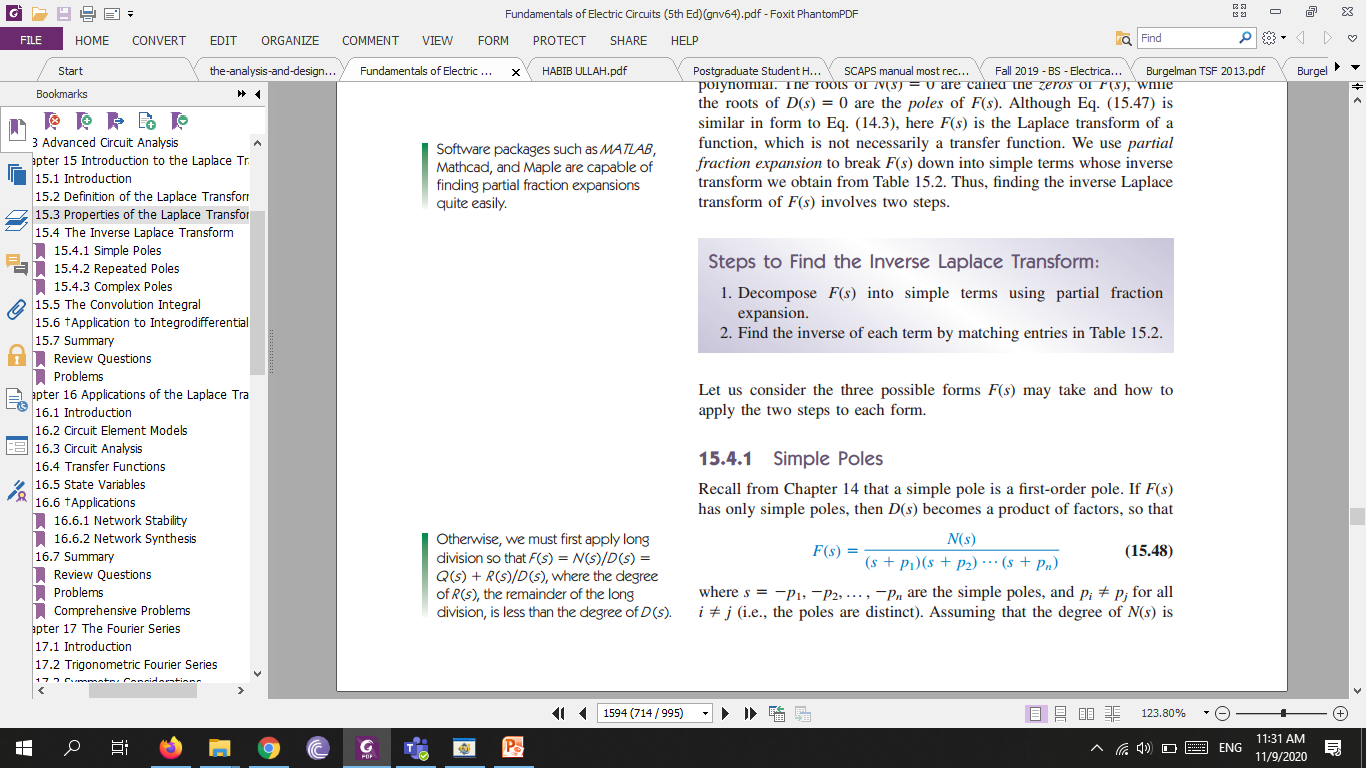 Fundamentals of Electric Circuits (5th Ed)(gnv64).pdf - Foxit PhantomPDF
FILE HOME CONVERT EDIT ORGANIZE COMMENT VIEW FORM PROTECT SHARE HELP
Find
Start
the-analysis-and-design...
Fundamentals of Electric ...
HABIB ULLAH.pdf
Postgraduate Student H...
SCAPS manual most rec...
Fall 2019 - BS - Electrica...
Burgelman TSF 2013.pdf
Burgel
Bookmarks
3 Advanced Circuit Analysis
apter 15 Introduction to the Laplace Tr
15.1 Introduction
15.2 Definition of the Laplace Transforr
15.3 Properties of the Laplace Transfor
15.4 The Inverse Laplace Transform
15.4.1 Simple Poles
15.4.2 Repeated Poles
15.4.3 Complex Poles
15.5 The Convolution Integral
15.6 †Application to Integrodifferential
15.7 Summary
Review Questions
Problems
apter 16 Applications of the Laplace Tra
16.1 Introduction
16.2 Circuit Element Models
16.3 Circuit Analysis
16.4 Transfer Functions
16.5 State Variables
16.6 †Applications
16.6.1 Network Stability
16.6.2 Network Synthesis
16.7 Summary
Review Questions
Problems
Comprehensive Problems
apter 17 The Fourier Series
17.1 Introduction
17.2 Trigonometric Fourier Series
17.3 Symmetry Considerations
polynomial. The roots of N(s) = 0 are called the zeros of F(s), while
the roots of D(s) = 0 are the poles of F(s). Although Eq. (15.47) is
similar in form to Eq. (14.3), here F(s) is the Laplace transform of a
function, which is not necessarily a transfer function. We use partial
fraction expansion to break F(s) down into simple terms whose inverse
transform we obtain from Table 15.2. Thus, finding the inverse Laplace
transform of F(s) involves two steps.
Software packages such as MATLAB,
Mathcad, and Maple are capable of
finding partial fraction expansions
quite easily.
Steps to Find the Inverse Laplace Transform:
1. Decompose F(s) into simple terms using partial fraction
expansion.
2. Find the inverse of each term by matching entries in Table 15.2.
Let us consider the three possible forms F(s) may take and how to
apply the two steps to each form.
15.4.1 Simple Poles
Recall from Chapter 14 that a simple pole is a first-order pole. If F(s)
has only simple poles, then D(s) becomes a product of factors, so that
F(s) = N(s) / (s + p₁)(s + p₂) ··· (s + pₙ) (15.48)
where s = −p₁, −p₂, ... , −pₙ are the simple poles, and pᵢ ≠ pⱼ for all
i ≠ j (i.e., the poles are distinct). Assuming that the degree of N(s) is
Otherwise, we must first apply long
division so that F(s) = N(s)/D(s) =
Q(s) + R(s)/D(s), where the degree
of R(s), the remainder of the long
division, is less than the degree of D(s).
1594 (714 / 995)
123.80%
ENG
11:31 AM
11/9/2020